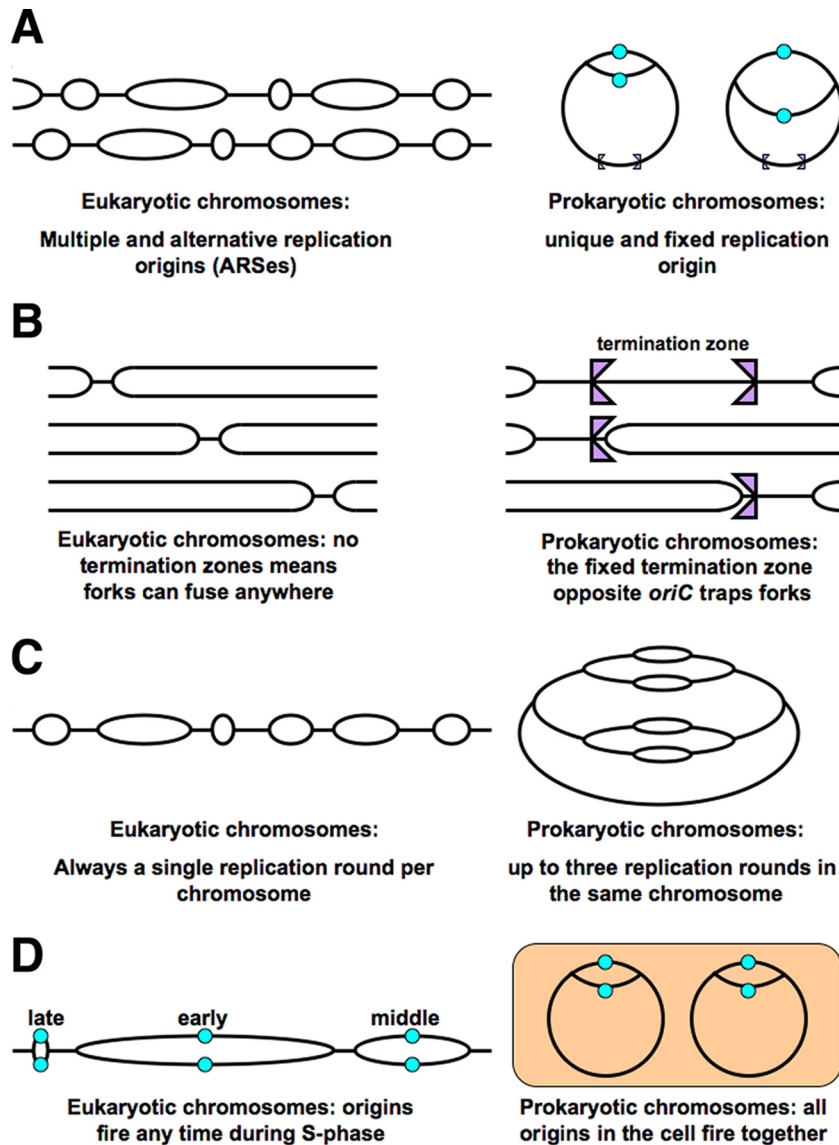 A
Eukaryotic chromosomes:
Multiple and alternative replication
origins (ARSes)
Prokaryotic chromosomes:
unique and fixed replication
origin
B
termination zone
Eukaryotic chromosomes: no
termination zones means
forks can fuse anywhere
Prokaryotic chromosomes:
the fixed termination zone
opposite oriC traps forks
C
Eukaryotic chromosomes:
Always a single replication round per
chromosome
Prokaryotic chromosomes:
up to three replication rounds in
the same chromosome
D
late
early
middle
Eukaryotic chromosomes: origins
fire any time during S-phase
Prokaryotic chromosomes: all
origins in the cell fire together